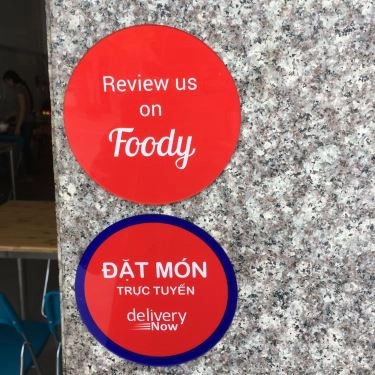 Review us
on
Foody
ĐẶT MÓN
TRỰC TUYẾN
delivery
Now